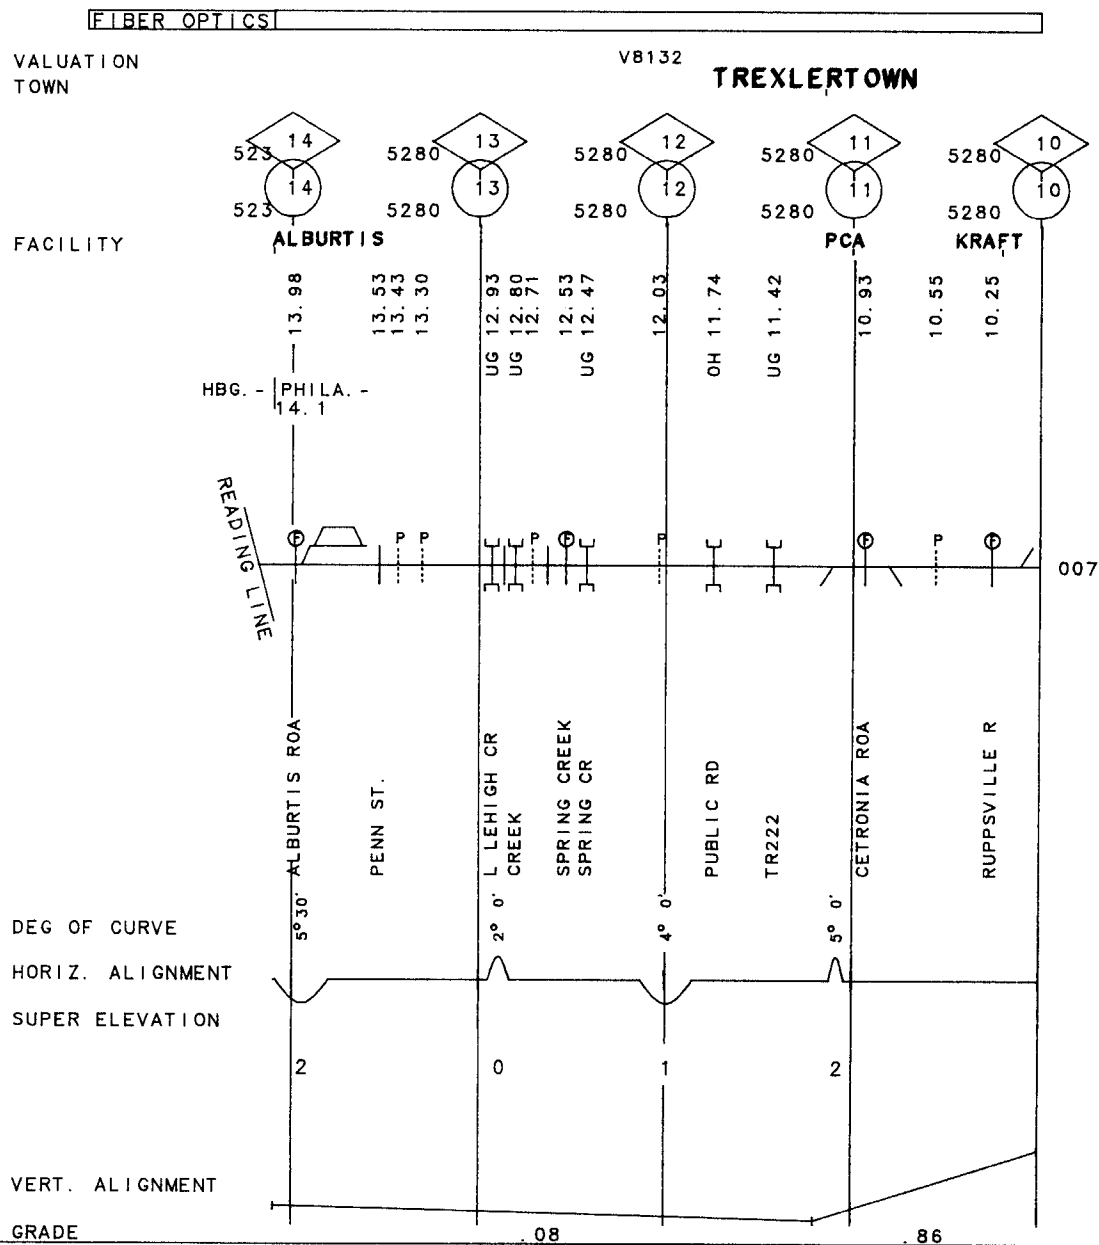 FIBER OPTICS
VALUATION
V8132
TOWN
TREXLERTOWN
14 13 12 11 10
523 5280 5280 5280 5280
14 13 12 11 10
523 5280 5280 5280 5280
FACILITY
ALBURTIS
PCA
KRAFT
13.98
13.53
13.43
13.30
UG 12.93
UG 12.80
12.71
12.53
UG 12.47
12.03
OH 11.74
UG 11.42
10.93
10.55
10.25
HBG. - PHILA. -
14.1
READING LINE
F P P P F P F P F
007
ALBURTIS ROA
PENN ST.
L LEHIGH CR
CREEK
SPRING CREEK
SPRING CR
PUBLIC RD
TR222
CETRONIA ROA
RUPPSVILLE R
DEG OF CURVE
5° 30'
2° 0'
4° 0'
5° 0'
HORIZ. ALIGNMENT
SUPER ELEVATION
2 0 1 2
VERT. ALIGNMENT
GRADE
.08 .86